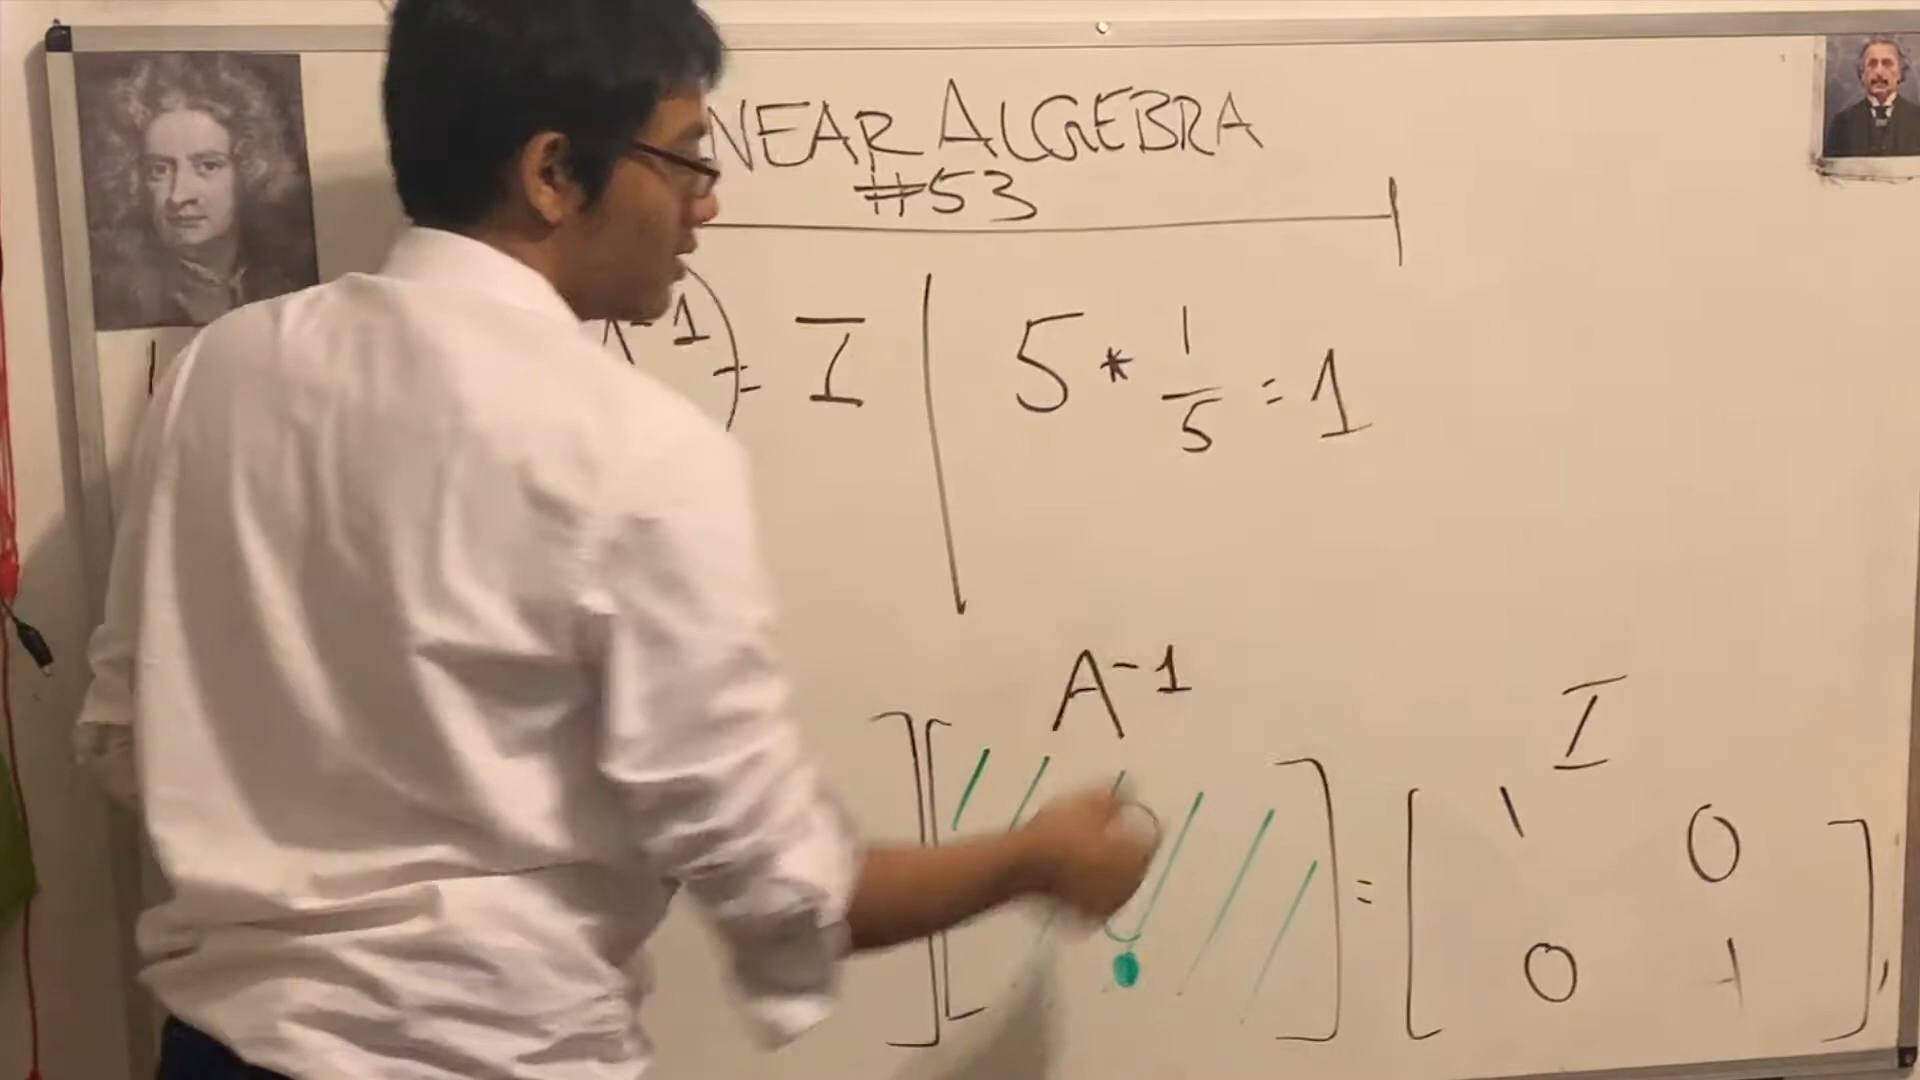 NEAR ALGEBRA
#53
A⁻¹) = I | 5 * 1/5 = 1
A⁻¹ I
] [ ] = [ 1 0
0 1 ],